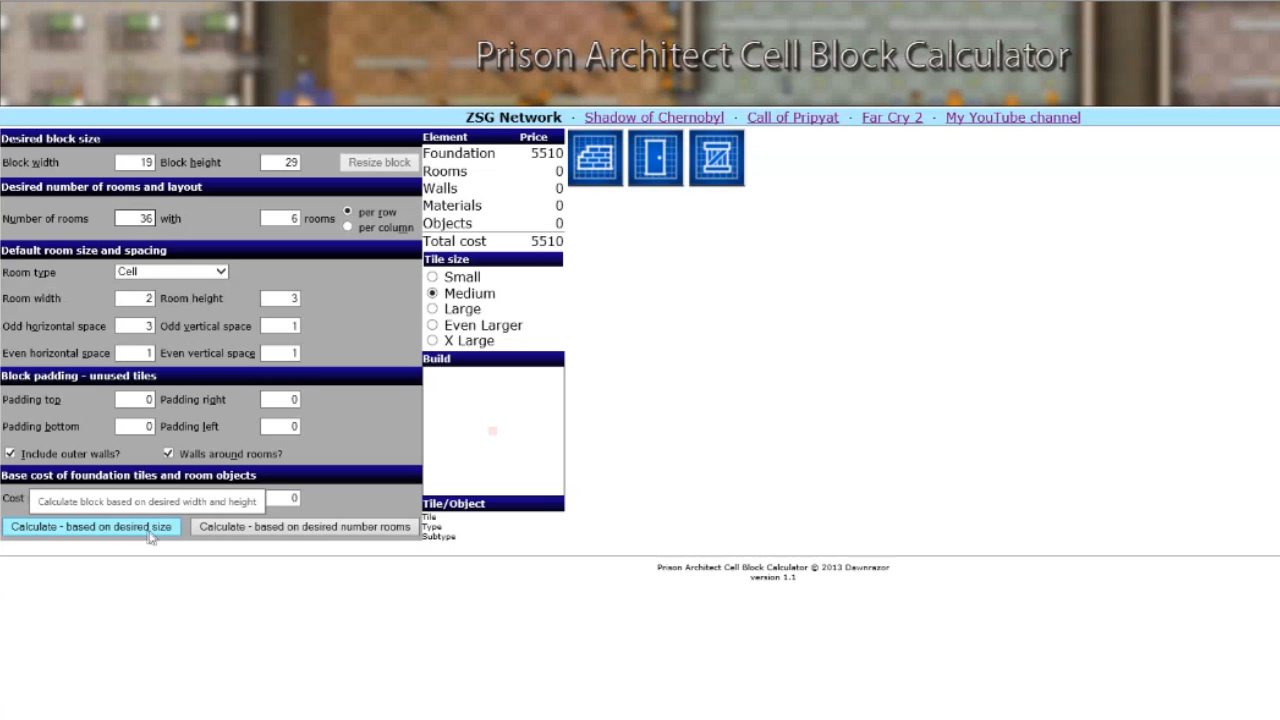 Prison Architect Cell Block Calculator
ZSG Network · Shadow of Chernobyl · Call of Pripyat · Far Cry 2 · My YouTube channel
Desired block size
Block width 19 Block height 29 Resize block
Desired number of rooms and layout
Number of rooms 36 with 6 rooms per row
per column
Default room size and spacing
Room type Cell
Room width 2 Room height 3
Odd horizontal space 3 Odd vertical space 1
Even horizontal space 1 Even vertical space 1
Block padding - unused tiles
Padding top 0 Padding right 0
Padding bottom 0 Padding left 0
Include outer walls? Walls around rooms?
Base cost of foundation tiles and room objects
Cost 0
Calculate block based on desired width and height
Calculate - based on desired size Calculate - based on desired number rooms
Element Price
Foundation 5510
Rooms 0
Walls 0
Materials 0
Objects 0
Total cost 5510
Tile size
Small
Medium
Large
Even Larger
X Large
Build
Tile/Object
Tile
Type
Subtype
Prison Architect Cell Block Calculator © 2013 Dawnrazor
version 1.1